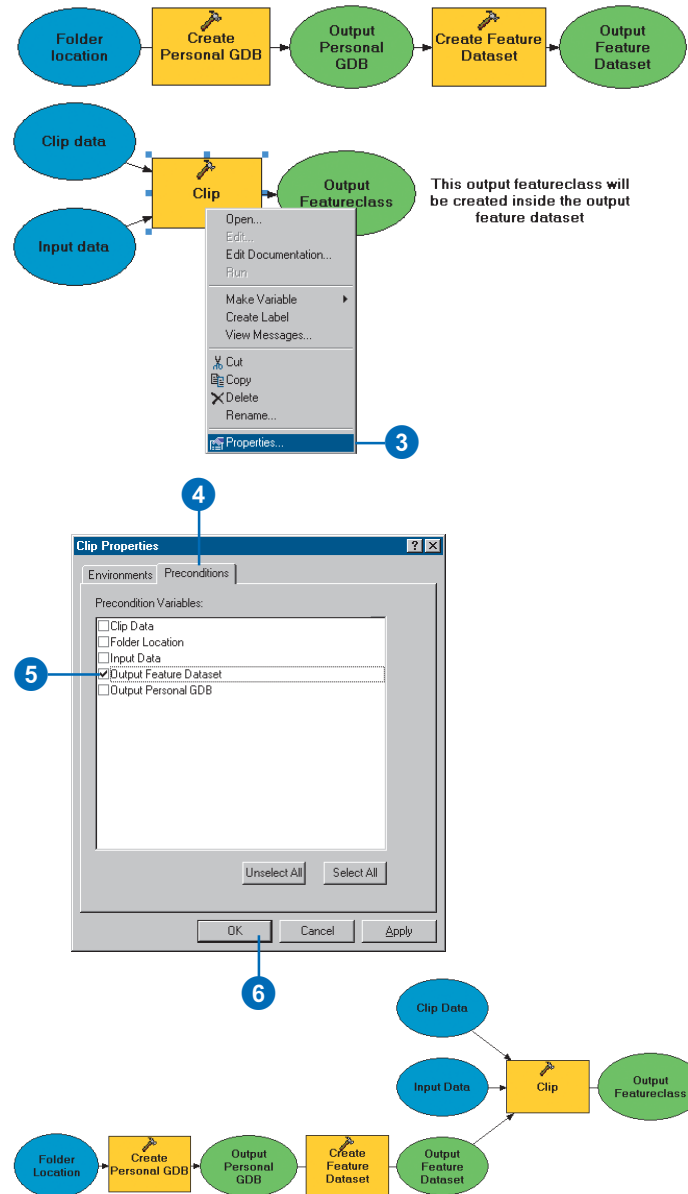 Folder
location
Create
Personal GDB
Output
Personal
GDB
Create Feature
Dataset
Output
Feature
Dataset
Clip data
Clip
Output
Featureclass
This output featureclass will
be created inside the output
feature dataset
Input data
Open...
Edit...
Edit Documentation...
Run
Make Variable
Create Label
View Messages...
Cut
Copy
Delete
Rename...
Properties...
3
4
Clip Properties
Environments
Preconditions
Precondition Variables:
Clip Data
Folder Location
Input Data
5
Output Feature Dataset
Output Personal GDB
Unselect All
Select All
OK
Cancel
Apply
6
Clip Data
Input Data
Clip
Output
Featureclass
Folder
Location
Create
Personal GDB
Output
Personal
GDB
Create
Feature
Dataset
Output
Feature
Dataset